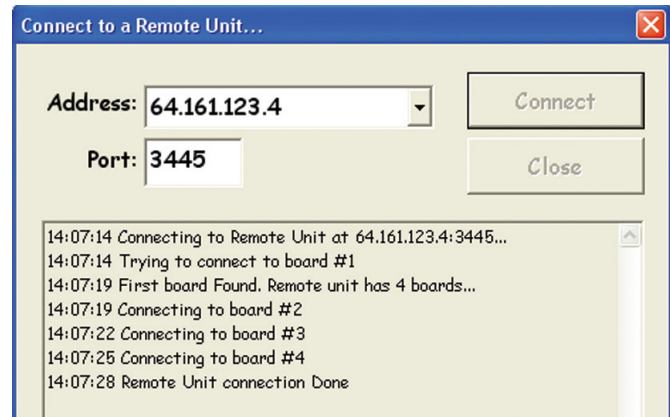 Connect to a Remote Unit...
Address: 64.161.123.4 Connect
Port: 3445 Close
14:07:14 Connecting to Remote Unit at 64.161.123.4:3445...
14:07:14 Trying to connect to board #1
14:07:19 First board Found. Remote unit has 4 boards...
14:07:19 Connecting to board #2
14:07:22 Connecting to board #3
14:07:25 Connecting to board #4
14:07:28 Remote Unit connection Done